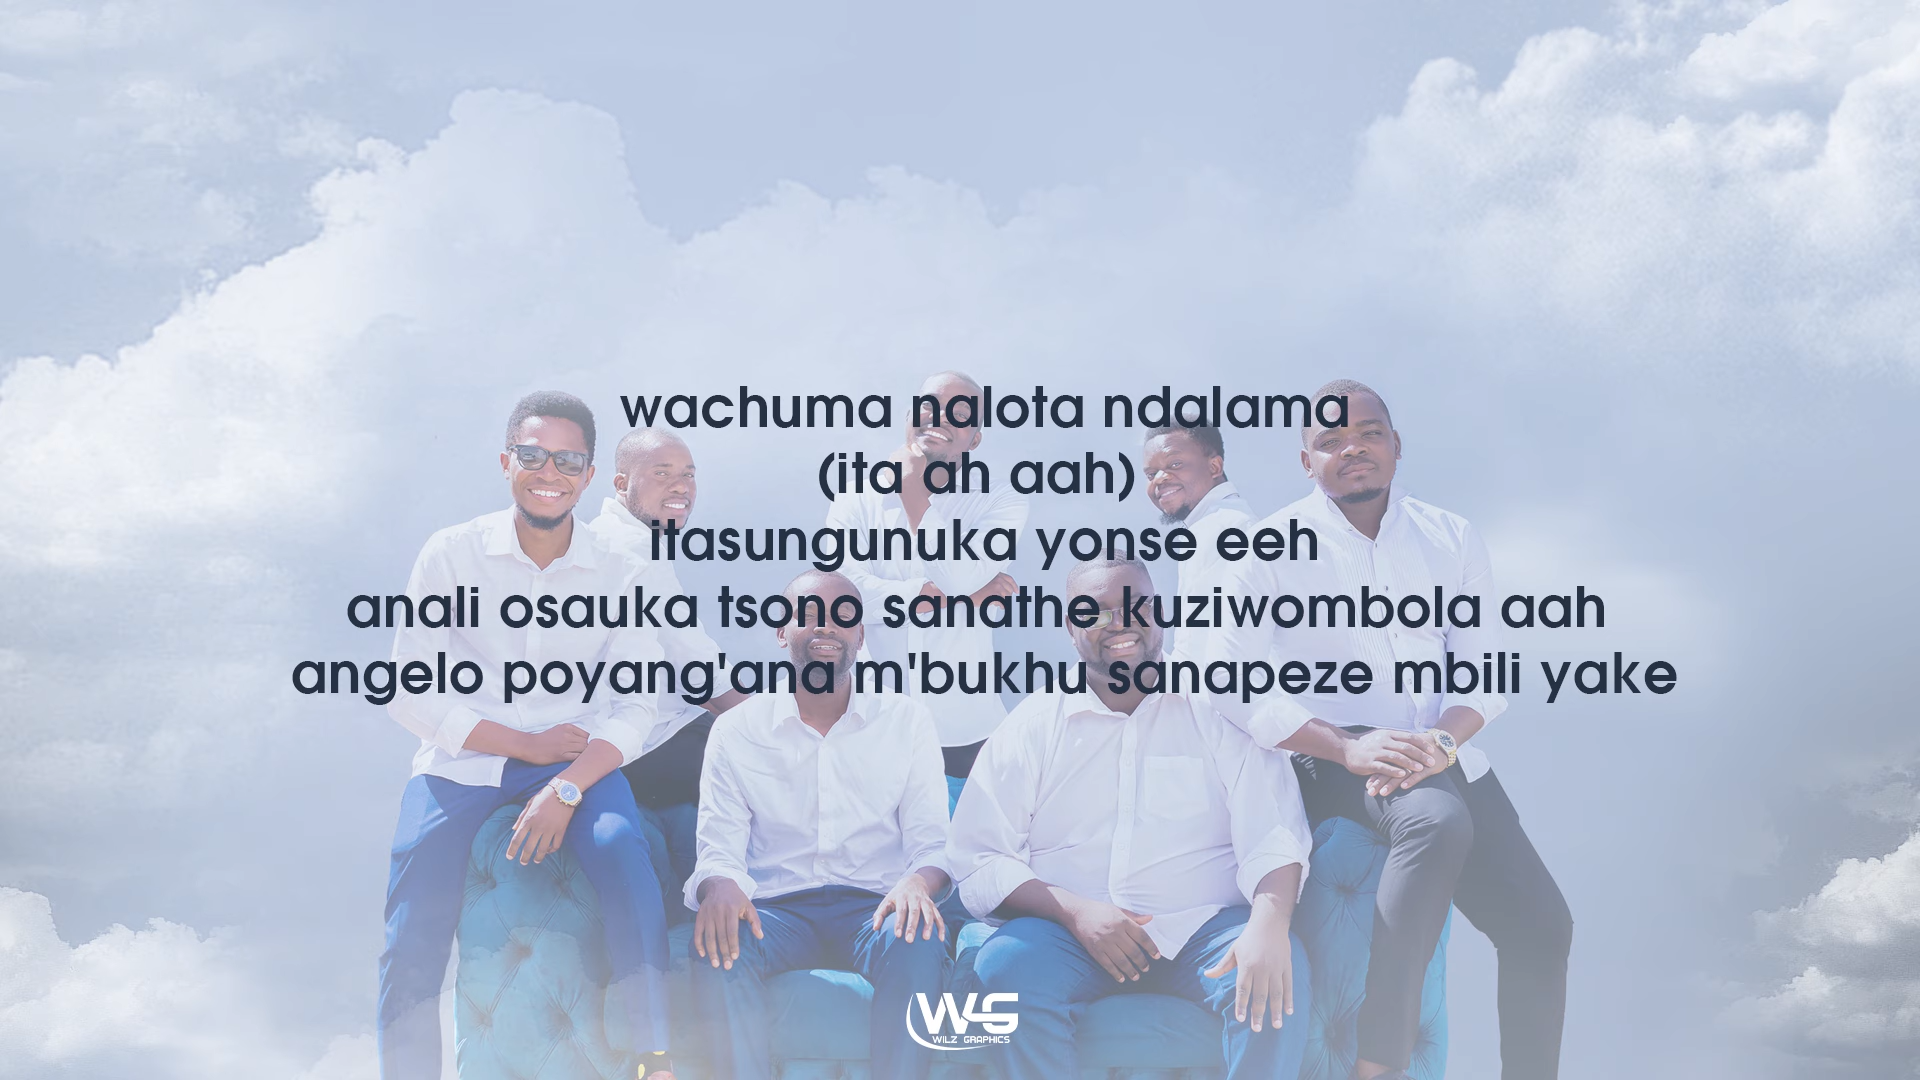 wachuma nalota ndalama
(ita ah aah)
itasungunuka yonse eeh
anali osauka tsono sanathe kuziwombola aah
angelo poyang'ana m'bukhu sanapeze mbili yake
WS
WILZ GRAPHICS